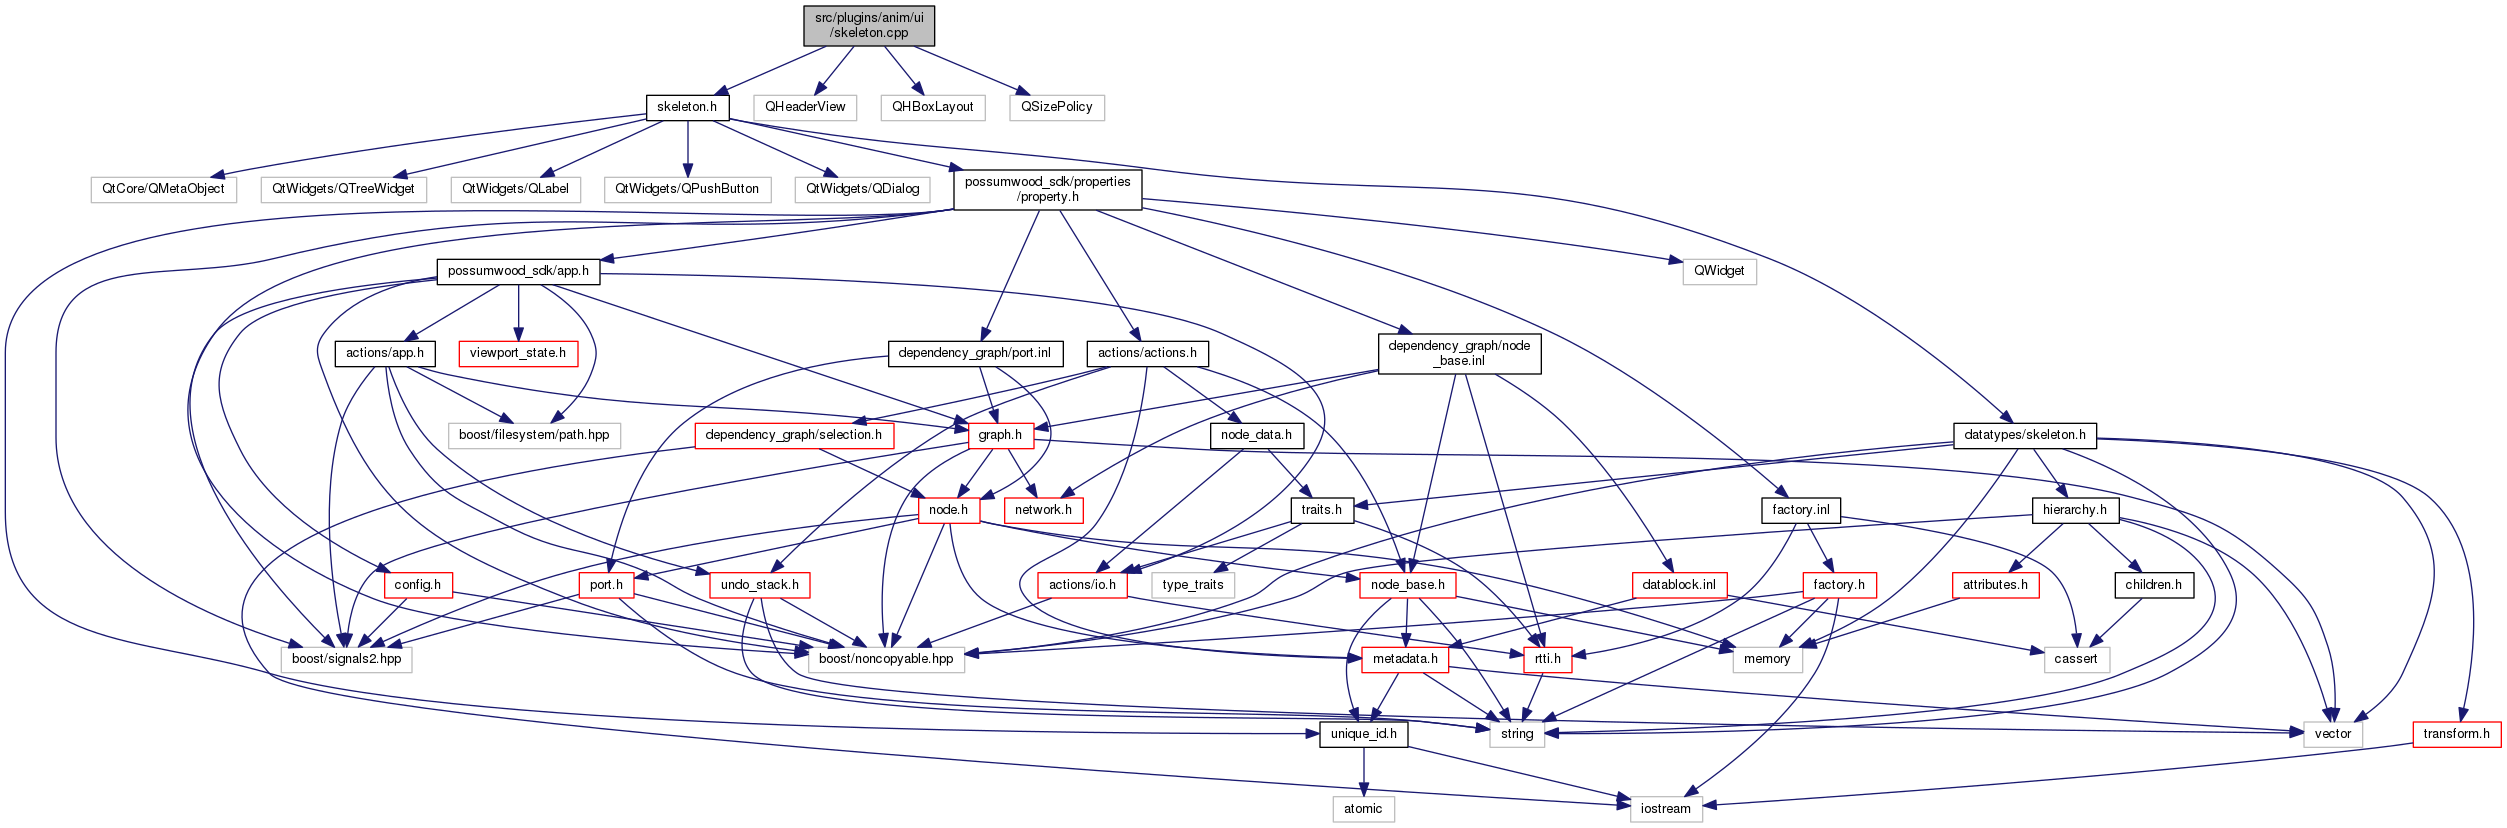 src/plugins/anim/ui
/skeleton.cpp
skeleton.h
QHeaderView
QHBoxLayout
QSizePolicy
QtCore/QMetaObject
QtWidgets/QTreeWidget
QtWidgets/QLabel
QtWidgets/QPushButton
QtWidgets/QDialog
possumwood_sdk/properties
/property.h
possumwood_sdk/app.h
QWidget
actions/app.h
viewport_state.h
dependency_graph/port.inl
actions/actions.h
dependency_graph/node
_base.inl
boost/filesystem/path.hpp
dependency_graph/selection.h
graph.h
node_data.h
datatypes/skeleton.h
node.h
network.h
traits.h
factory.inl
hierarchy.h
config.h
port.h
undo_stack.h
actions/io.h
type_traits
node_base.h
datablock.inl
factory.h
attributes.h
children.h
boost/signals2.hpp
boost/noncopyable.hpp
metadata.h
rtti.h
memory
cassert
unique_id.h
string
vector
transform.h
atomic
iostream